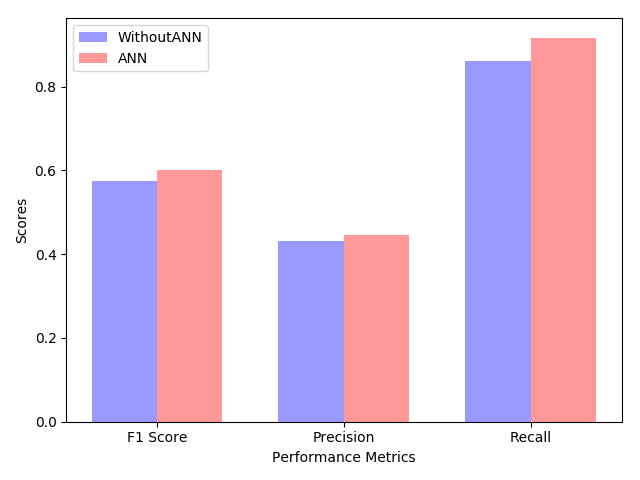 WithoutANN
ANN
Scores
0.8
0.6
0.4
0.2
0.0
F1 Score Precision Recall
Performance Metrics